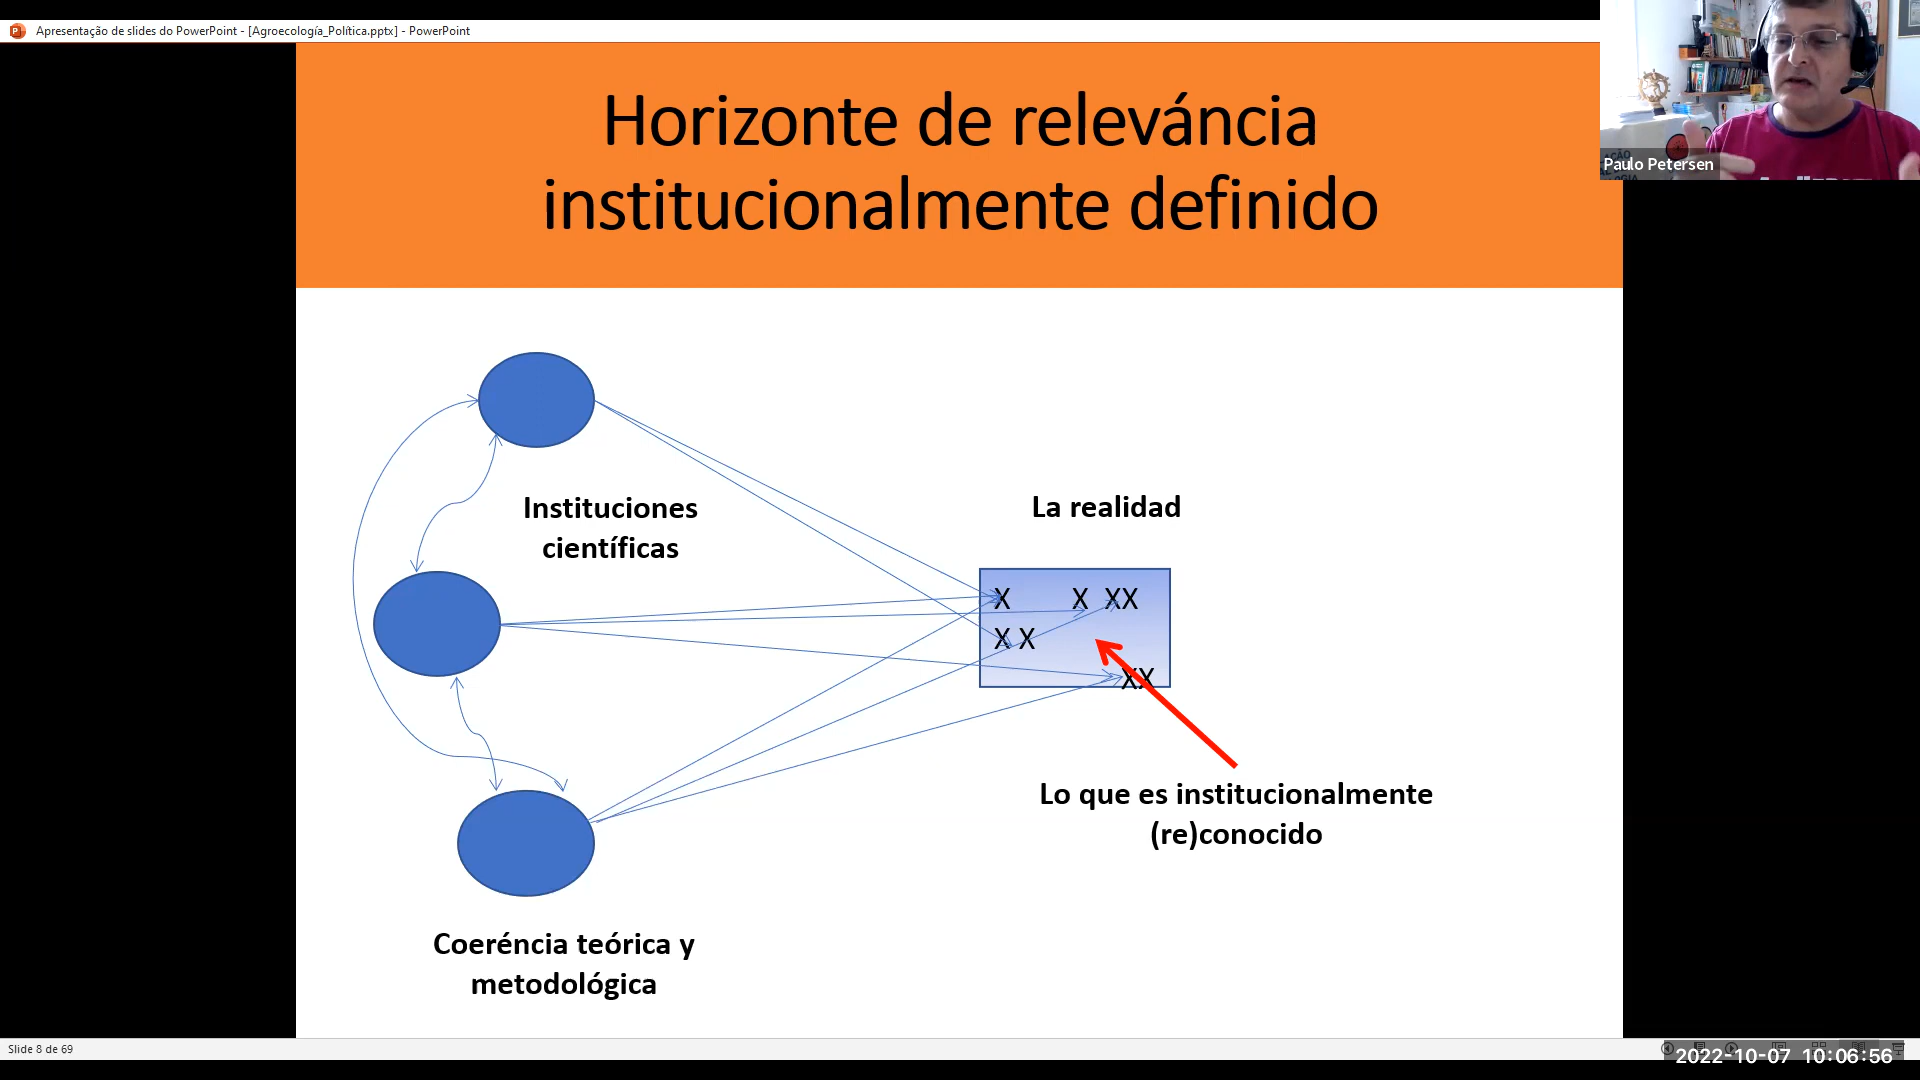 Apresentação de slides do PowerPoint - [Agroecología_Política.pptx] - PowerPoint
Paulo Petersen
Horizonte de releváncia
institucionalmente definido
Instituciones
científicas
La realidad
X X XX
X X
XX
Lo que es institucionalmente
(re)conocido
Coeréncia teórica y
metodológica
Slide 8 de 69
2022-10-07 10:06:56